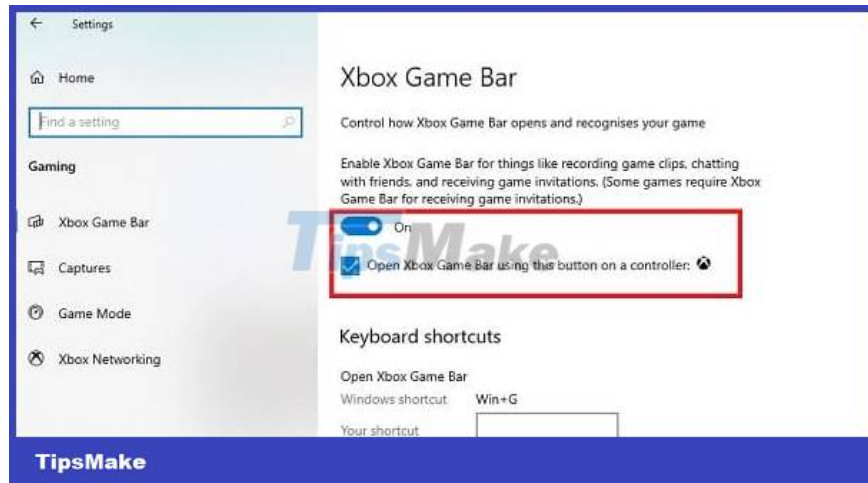 Settings
Home
Find a setting
Gaming
Xbox Game Bar
Captures
Game Mode
Xbox Networking
Xbox Game Bar
Control how Xbox Game Bar opens and recognises your game
Enable Xbox Game Bar for things like recording game clips, chatting
with friends, and receiving game invitations. (Some games require Xbox
Game Bar for receiving game invitations.)
On
TipsMake
Open Xbox Game Bar using this button on a controller:
Keyboard shortcuts
Open Xbox Game Bar
Windows shortcut Win+G
Your shortcut
TipsMake